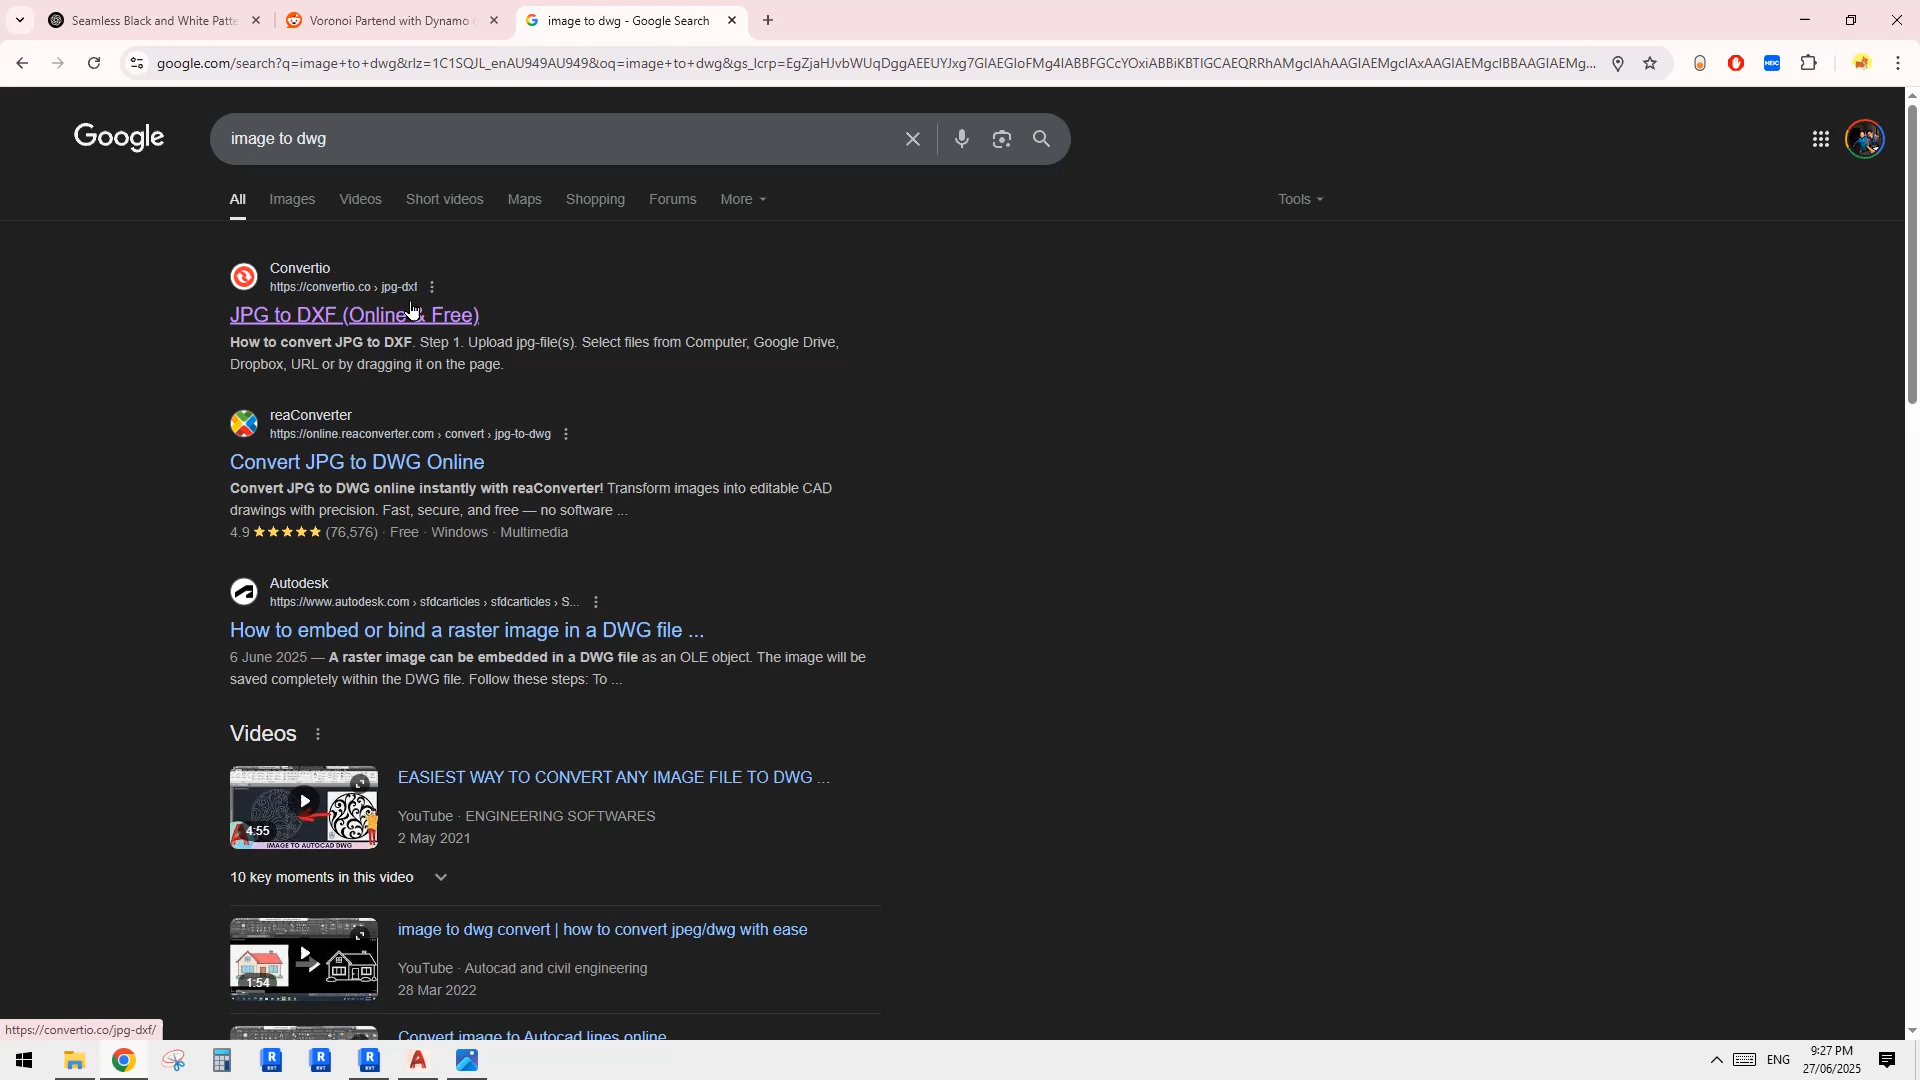 Seamless Black and White Patte
Voronoi Partend with Dynamo
image to dwg - Google Search
google.com/search?q=image+to+dwg&rlz=1C1SQJL_enAU949AU949&oq=image+to+dwg&gs_lcrp=EgZjaHJvbWUqDggAEEUYJxg7GIAEGIoFMg4IABBFGCcYOxiABBiKBTIGCAEQRRhAMgcIAhAAGIAEMgcIAxAAGIAEMgcIBBAAGIAEMg...
HEIC
Google
image to dwg
All Images Videos Short videos Maps Shopping Forums More Tools
Convertio
https://convertio.co › jpg-dxf
JPG to DXF (Online & Free)
How to convert JPG to DXF. Step 1. Upload jpg-file(s). Select files from Computer, Google Drive,
Dropbox, URL or by dragging it on the page.
reaConverter
https://online.reaconverter.com › convert › jpg-to-dwg
Convert JPG to DWG Online
Convert JPG to DWG online instantly with reaConverter! Transform images into editable CAD
drawings with precision. Fast, secure, and free — no software ...
4.9 (76,576) · Free · Windows · Multimedia
Autodesk
https://www.autodesk.com › sfdcarticles › sfdcarticles › S...
How to embed or bind a raster image in a DWG file ...
6 June 2025 — A raster image can be embedded in a DWG file as an OLE object. The image will be
saved completely within the DWG file. Follow these steps: To ...
Videos
4:55
IMAGE TO AUTOCAD DWG
EASIEST WAY TO CONVERT ANY IMAGE FILE TO DWG ...
YouTube · ENGINEERING SOFTWARES
2 May 2021
10 key moments in this video
1:54
image to dwg convert | how to convert jpeg/dwg with ease
YouTube · Autocad and civil engineering
28 Mar 2022
Convert image to Autocad lines online
https://convertio.co/jpg-dxf/
R RVT
R RVT
R RVT
A
ENG
9:27 PM
27/06/2025